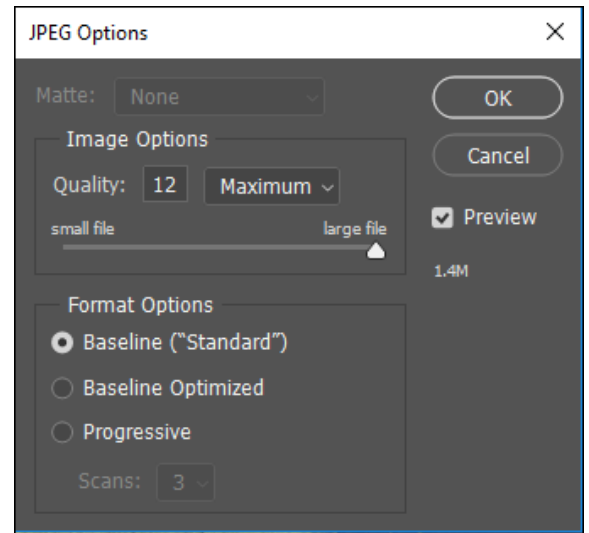 JPEG Options
Matte: None
OK
Image Options
Cancel
Quality: 12 Maximum
Preview
small file large file
1.4M
Format Options
Baseline (“Standard”)
Baseline Optimized
Progressive
Scans: 3